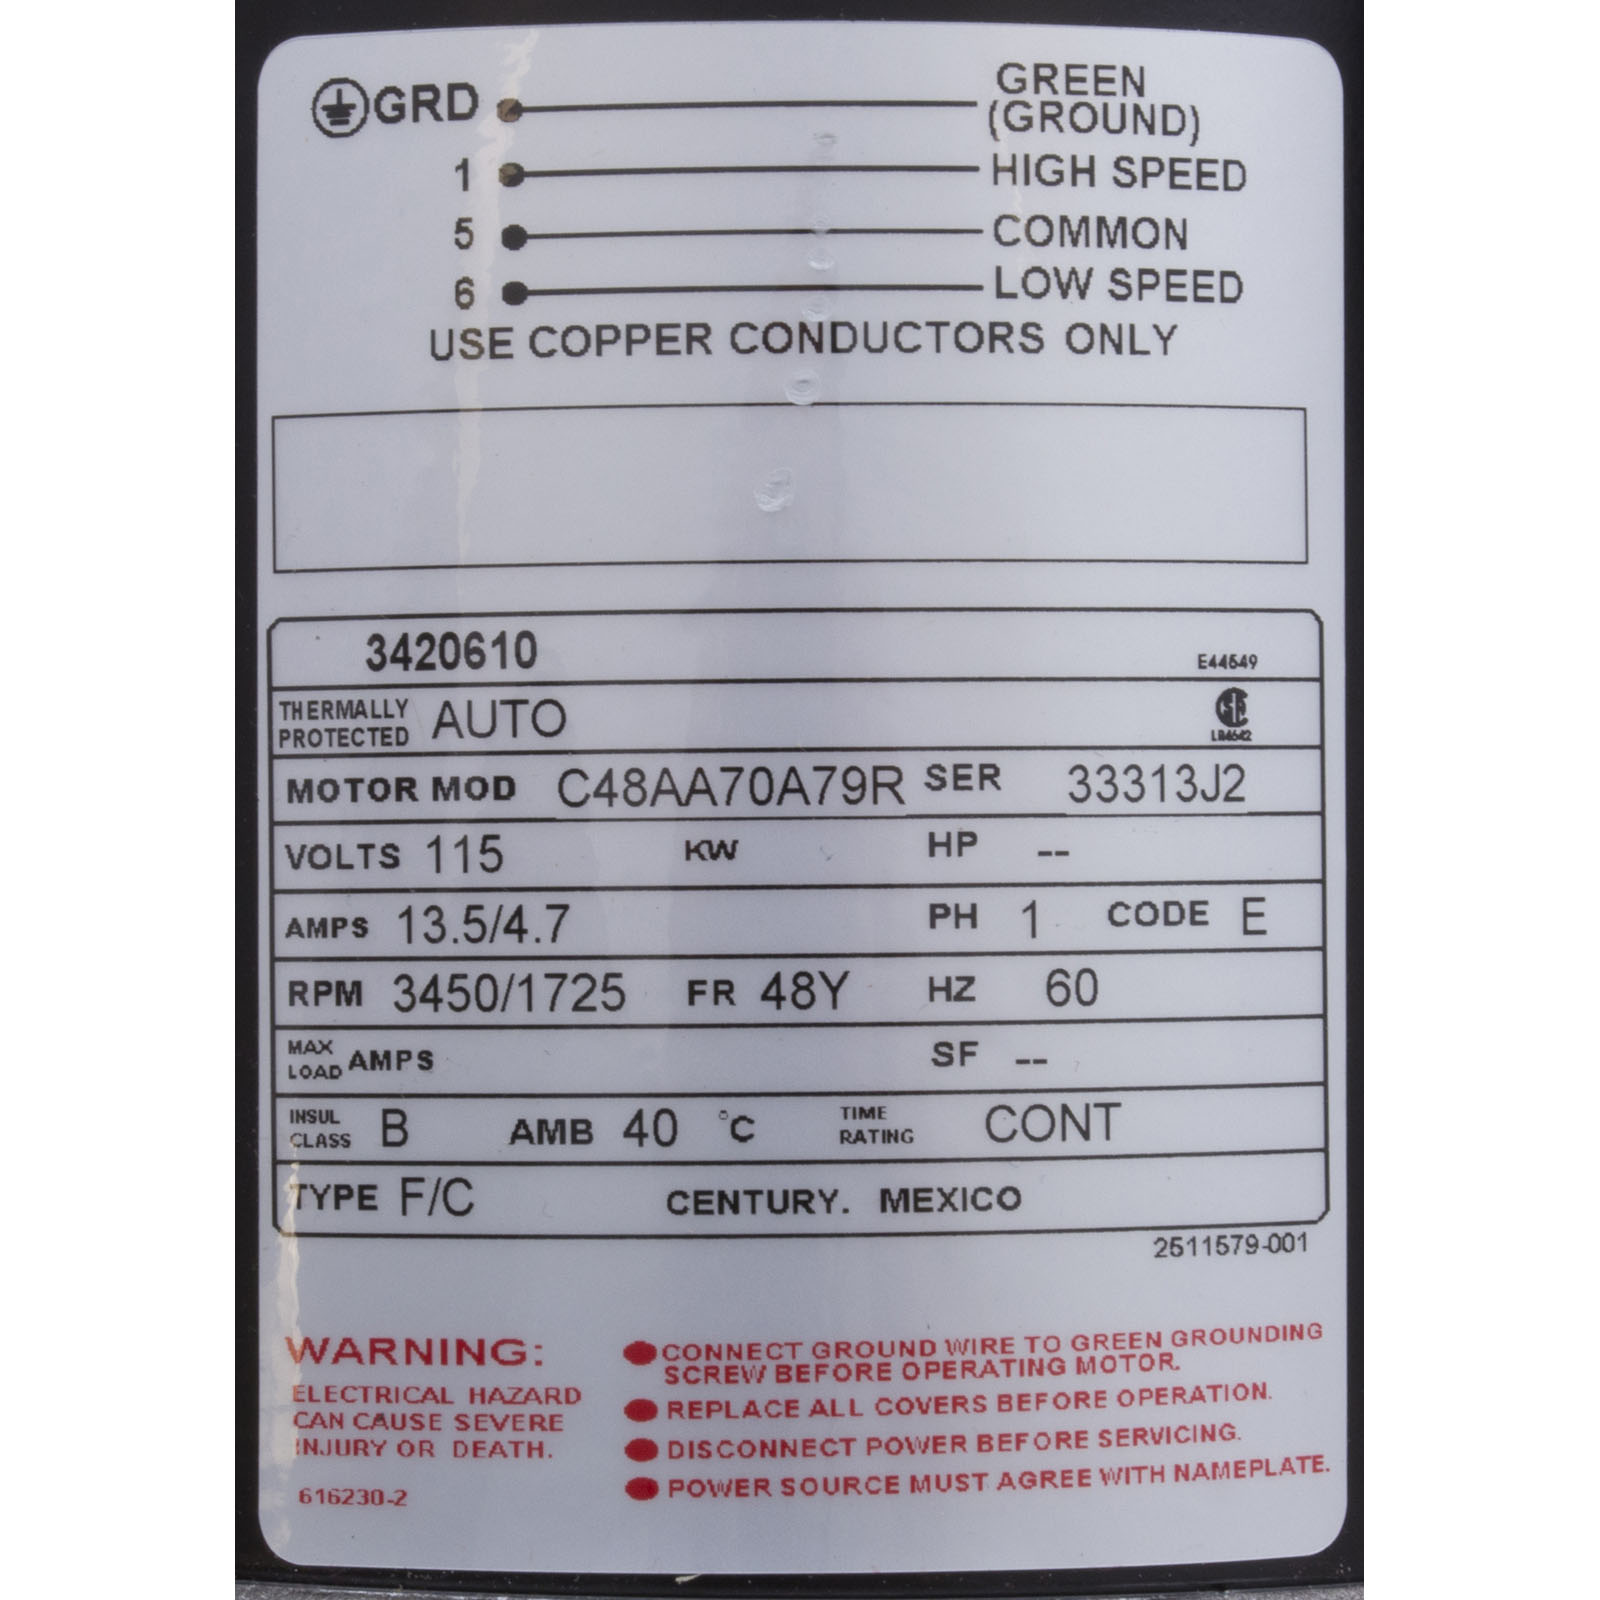 GRD GREEN
(GROUND)
1 HIGH SPEED
5 COMMON
6 LOW SPEED
USE COPPER CONDUCTORS ONLY
3420610 E44649
THERMALLY PROTECTED AUTO
LR4642
MOTOR MOD C48AA70A79R SER 33313J2
VOLTS 115 KW HP --
AMPS 13.5/4.7 PH 1 CODE E
RPM 3450/1725 FR 48Y HZ 60
MAX LOAD AMPS SF --
INSUL CLASS B AMB 40 °C TIME RATING CONT
TYPE F/C CENTURY. MEXICO
2511579-001
WARNING:
ELECTRICAL HAZARD
CAN CAUSE SEVERE
INJURY OR DEATH.
616230-2
CONNECT GROUND WIRE TO GREEN GROUNDING
SCREW BEFORE OPERATING MOTOR.
REPLACE ALL COVERS BEFORE OPERATION.
DISCONNECT POWER BEFORE SERVICING.
POWER SOURCE MUST AGREE WITH NAMEPLATE.